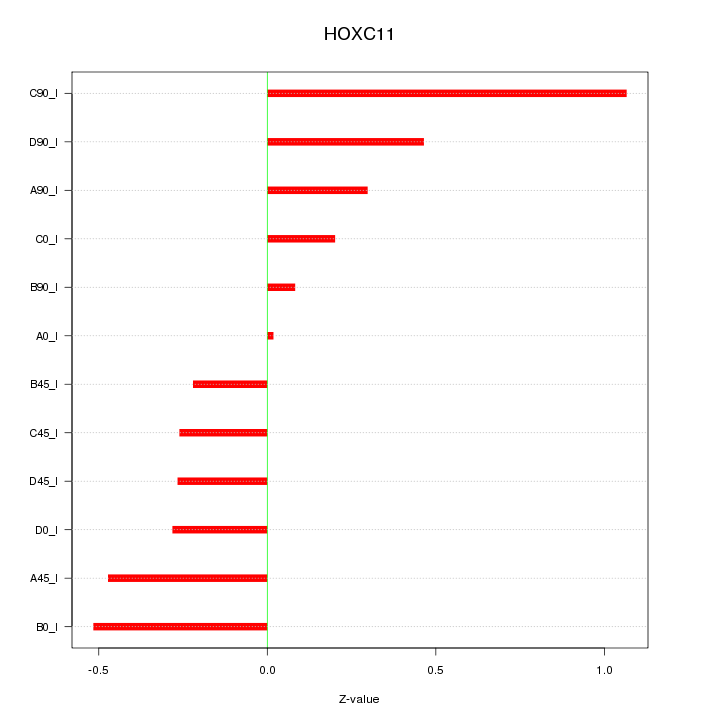 HOXC11
C90_I
D90_I
A90_I
C0_I
B90_I
A0_I
B45_I
C45_I
D45_I
D0_I
A45_I
B0_I
-0.5 0.0 0.5 1.0
Z-value